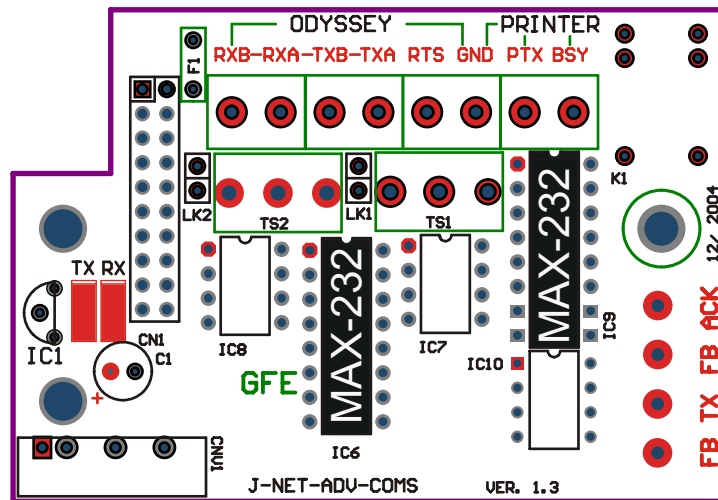 ODYSSEY PRINTER
RXB-RXA-TXB-TXA RTS GND PTX BSY
F1
K1
LK2
TS2
LK1
TS1
12/ 2004
TX RX
MAX-232
MAX-232
IC1
CN1
C1
+
IC8
IC7
IC9
IC10
GFE
IC6
FB ACK
FB TX
CNV1
J-NET-ADV-COMS
VER. 1.3